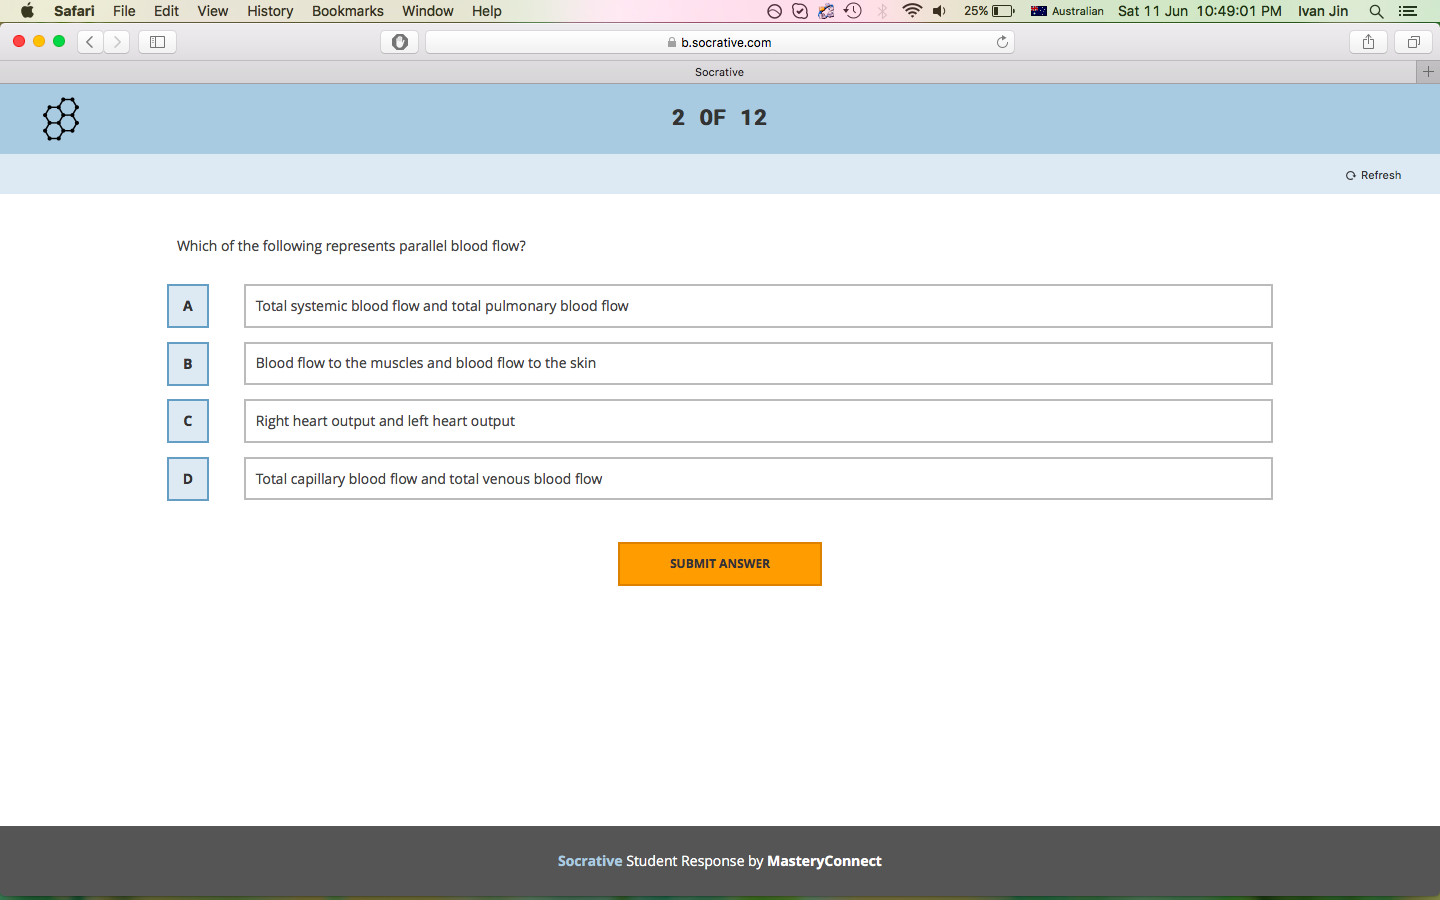 Safari File Edit View History Bookmarks Window Help 25% Australian Sat 11 Jun 10:49:01 PM Ivan Jin
b.socrative.com
Socrative
2 OF 12
Refresh
Which of the following represents parallel blood flow?
A Total systemic blood flow and total pulmonary blood flow
B Blood flow to the muscles and blood flow to the skin
C Right heart output and left heart output
D Total capillary blood flow and total venous blood flow
SUBMIT ANSWER
Socrative Student Response by MasteryConnect